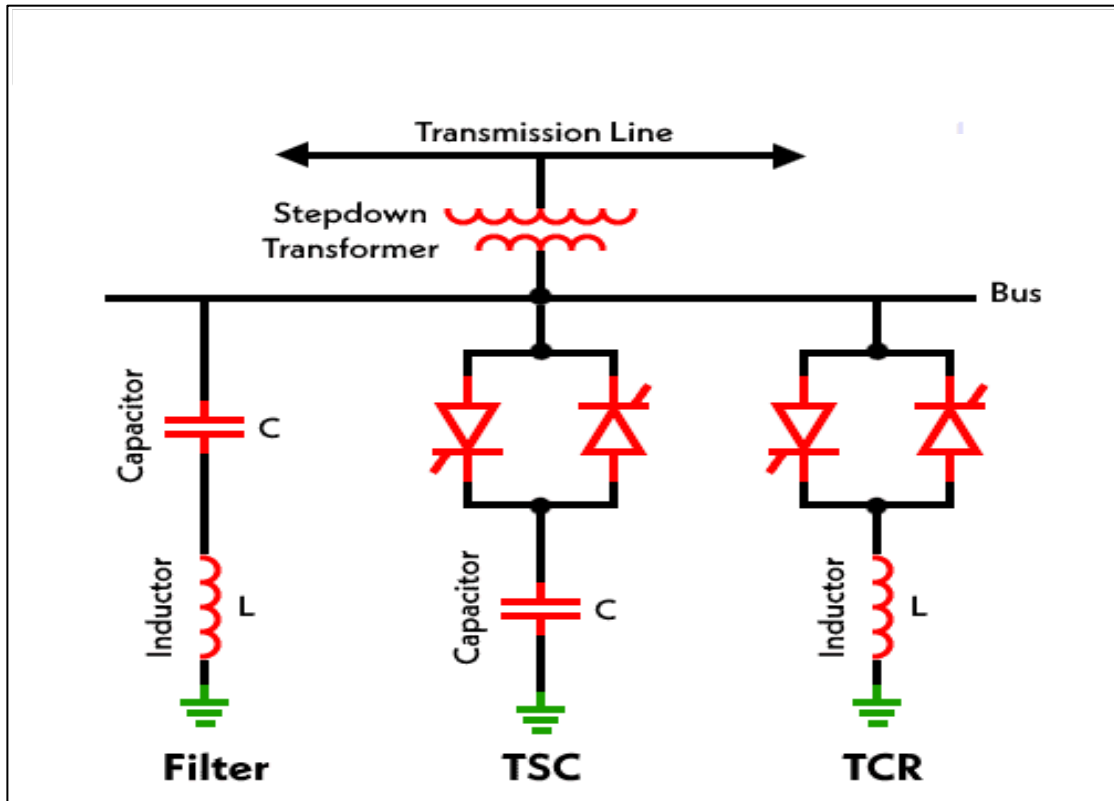 Transmission Line
Stepdown
Transformer
Bus
Capacitor
C
Inductor
L
Capacitor
C
Inductor
L
Filter
TSC
TCR